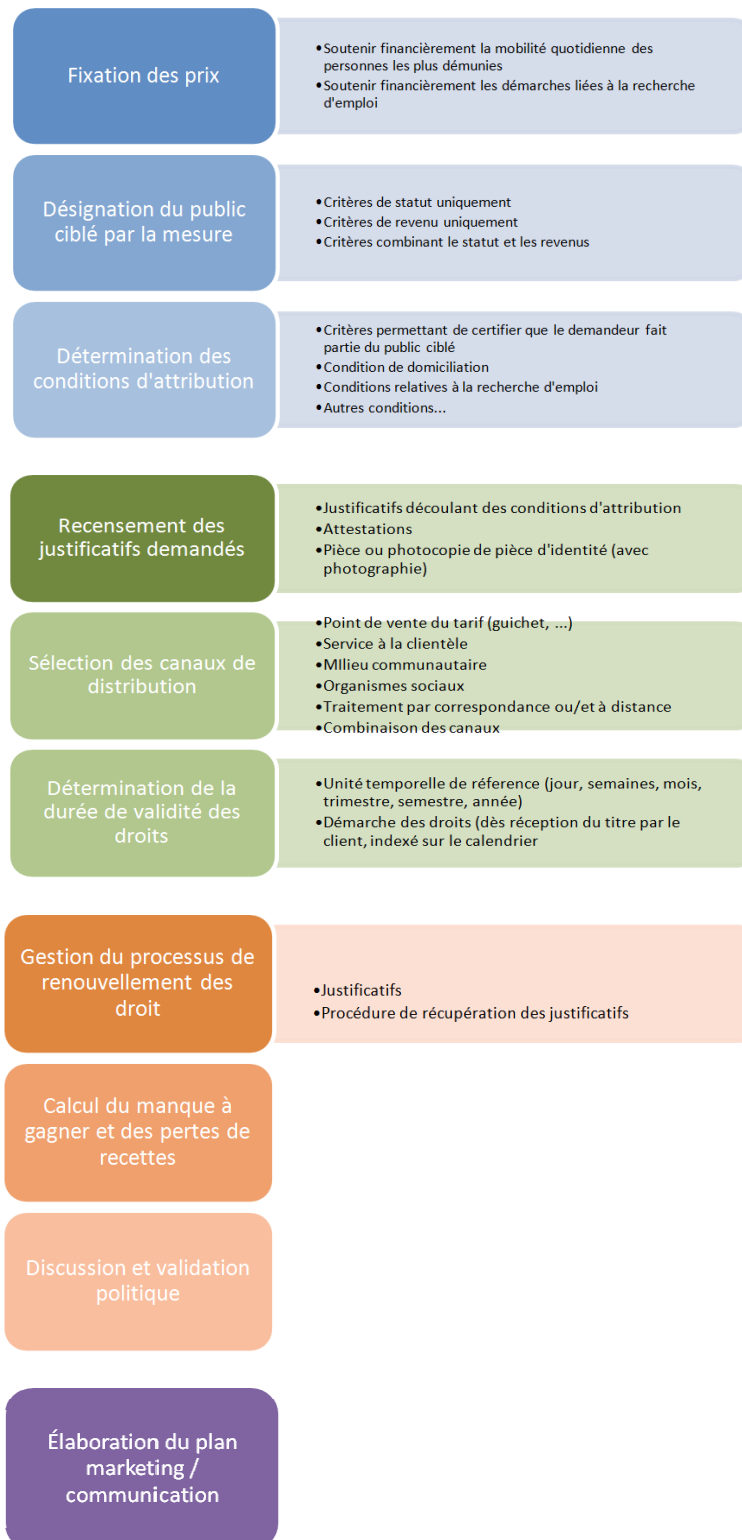 Fixation des prix
•Soutenir financièrement la mobilité quotidienne des
personnes les plus démunies
•Soutenir financièrement les démarches liées à la recherche
d'emploi
Désignation du public
ciblé par la mesure
•Critères de statut uniquement
•Critères de revenu uniquement
•Critères combinant le statut et les revenus
Détermination des
conditions d'attribution
•Critères permettant de certifier que le demandeur fait
partie du public ciblé
•Condition de domiciliation
•Conditions relatives à la recherche d'emploi
•Autres conditions...
Recensement des
justificatifs demandés
•Justificatifs découlant des conditions d'attribution
•Attestations
•Pièce ou photocopie de pièce d'identité (avec
photographie)
Sélection des canaux de
distribution
•Point de vente du tarif (guichet, ...)
•Service à la clientèle
•MIlieu communautaire
•Organismes sociaux
•Traitement par correspondance ou/et à distance
•Combinaison des canaux
Détermination de la
durée de validité des
droits
•Unité temporelle de réference (jour, semaines, mois,
trimestre, semestre, année)
•Démarche des droits (dès réception du titre par le
client, indexé sur le calendrier
Gestion du processus de
renouvellement des
droit
•Justificatifs
•Procédure de récupération des justificatifs
Calcul du manque à
gagner et des pertes de
recettes
Discussion et validation
politique
Élaboration du plan
marketing /
communication